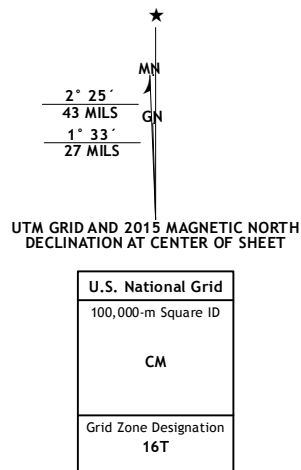 ★
MN
2° 25´
43 MILS
GN
1° 33´
27 MILS
UTM GRID AND 2015 MAGNETIC NORTH
DECLINATION AT CENTER OF SHEET
U.S. National Grid
100,000-m Square ID
CM
Grid Zone Designation
16T